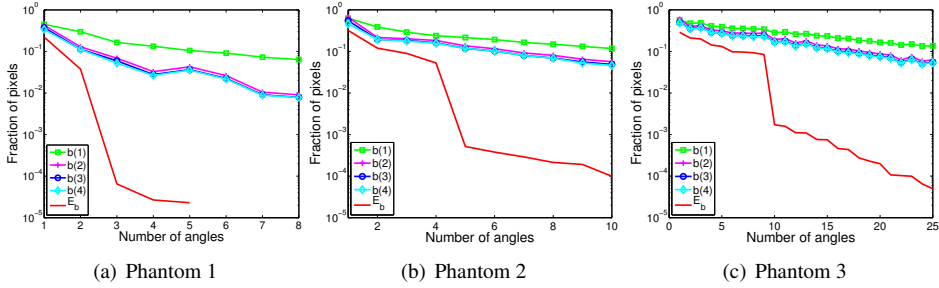 Fraction of pixels
10^0
10^-1
10^-2
10^-3
10^-4
10^-5
b(1)
b(2)
b(3)
b(4)
E_b
1 2 3 4 5 6 7 8
Number of angles
(a) Phantom 1
Fraction of pixels
10^0
10^-1
10^-2
10^-3
10^-4
10^-5
b(1)
b(2)
b(3)
b(4)
E_b
2 4 6 8 10
Number of angles
(b) Phantom 2
Fraction of pixels
10^0
10^-1
10^-2
10^-3
10^-4
10^-5
b(1)
b(2)
b(3)
b(4)
E_b
0 5 10 15 20 25
Number of angles
(c) Phantom 3